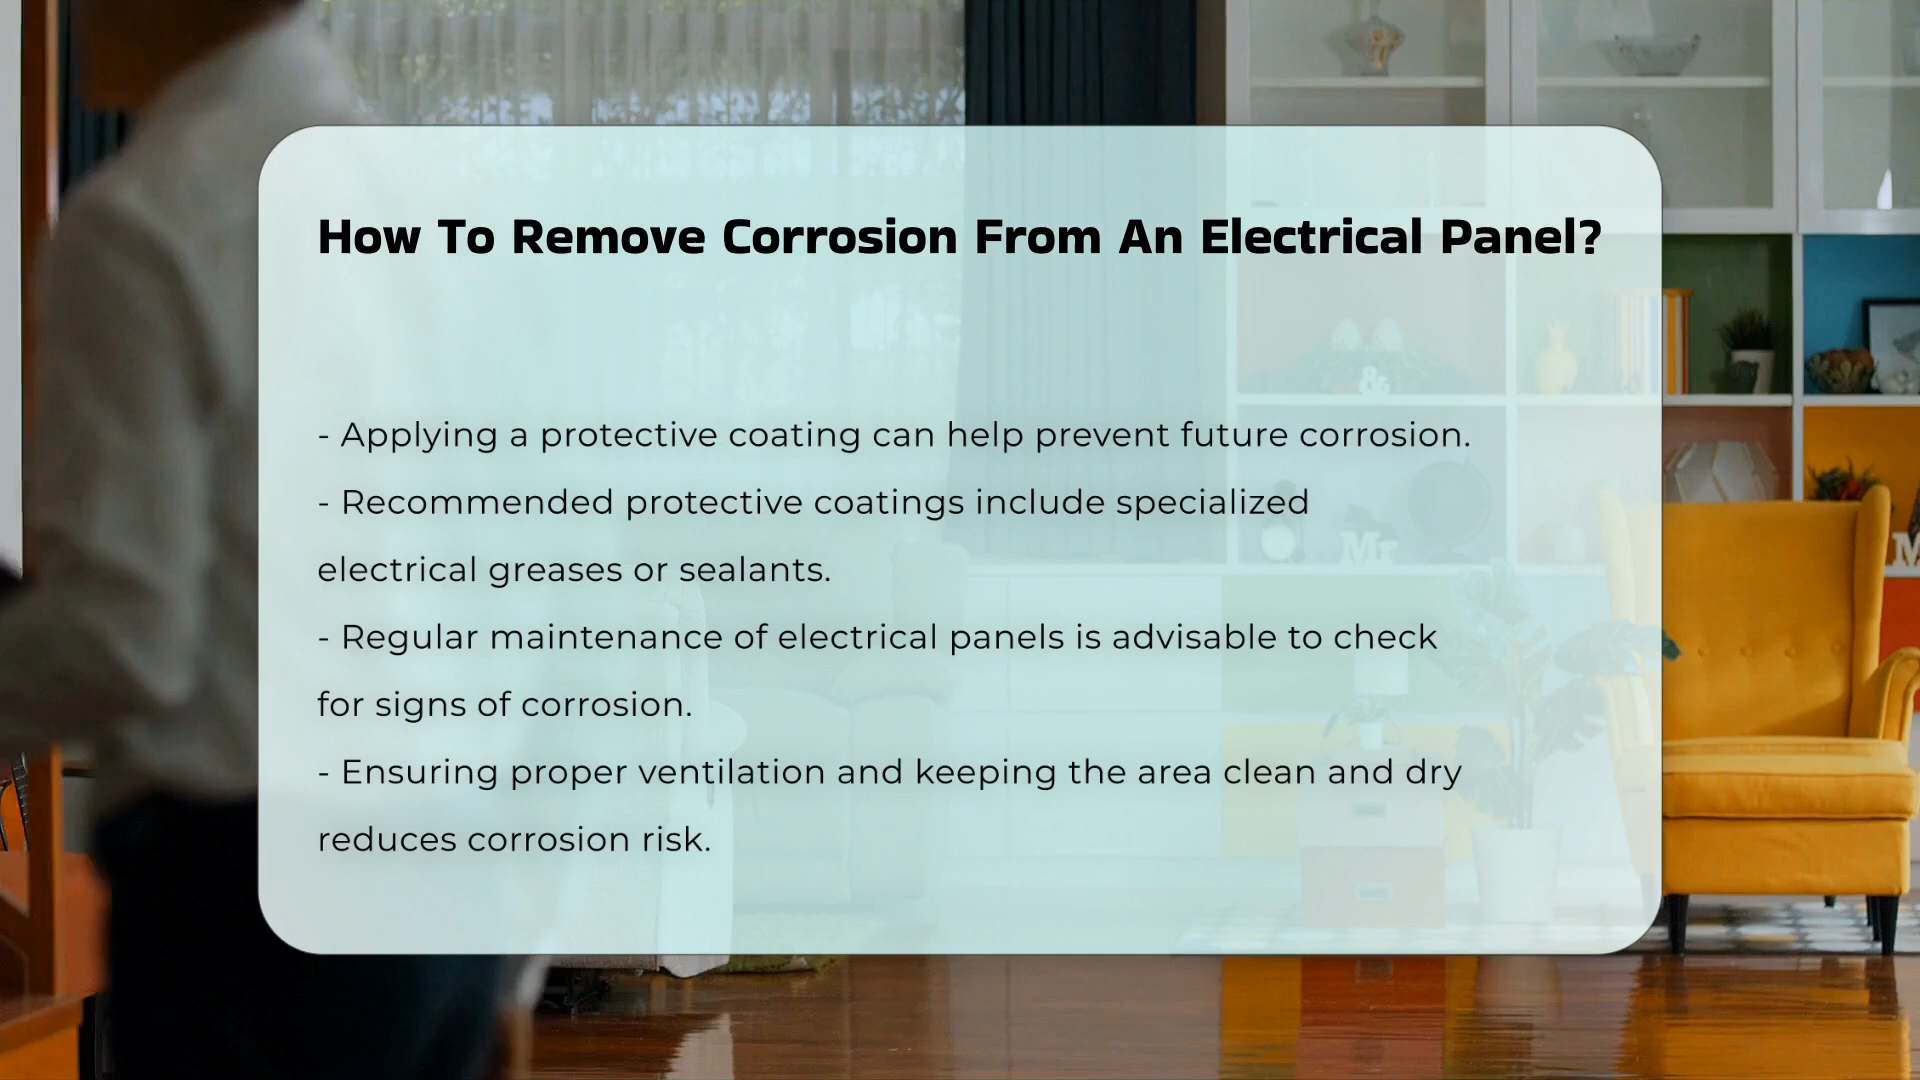 How To Remove Corrosion From An Electrical Panel?
- Applying a protective coating can help prevent future corrosion.
- Recommended protective coatings include specialized
electrical greases or sealants.
- Regular maintenance of electrical panels is advisable to check
for signs of corrosion.
- Ensuring proper ventilation and keeping the area clean and dry
reduces corrosion risk.
&
Mr
M